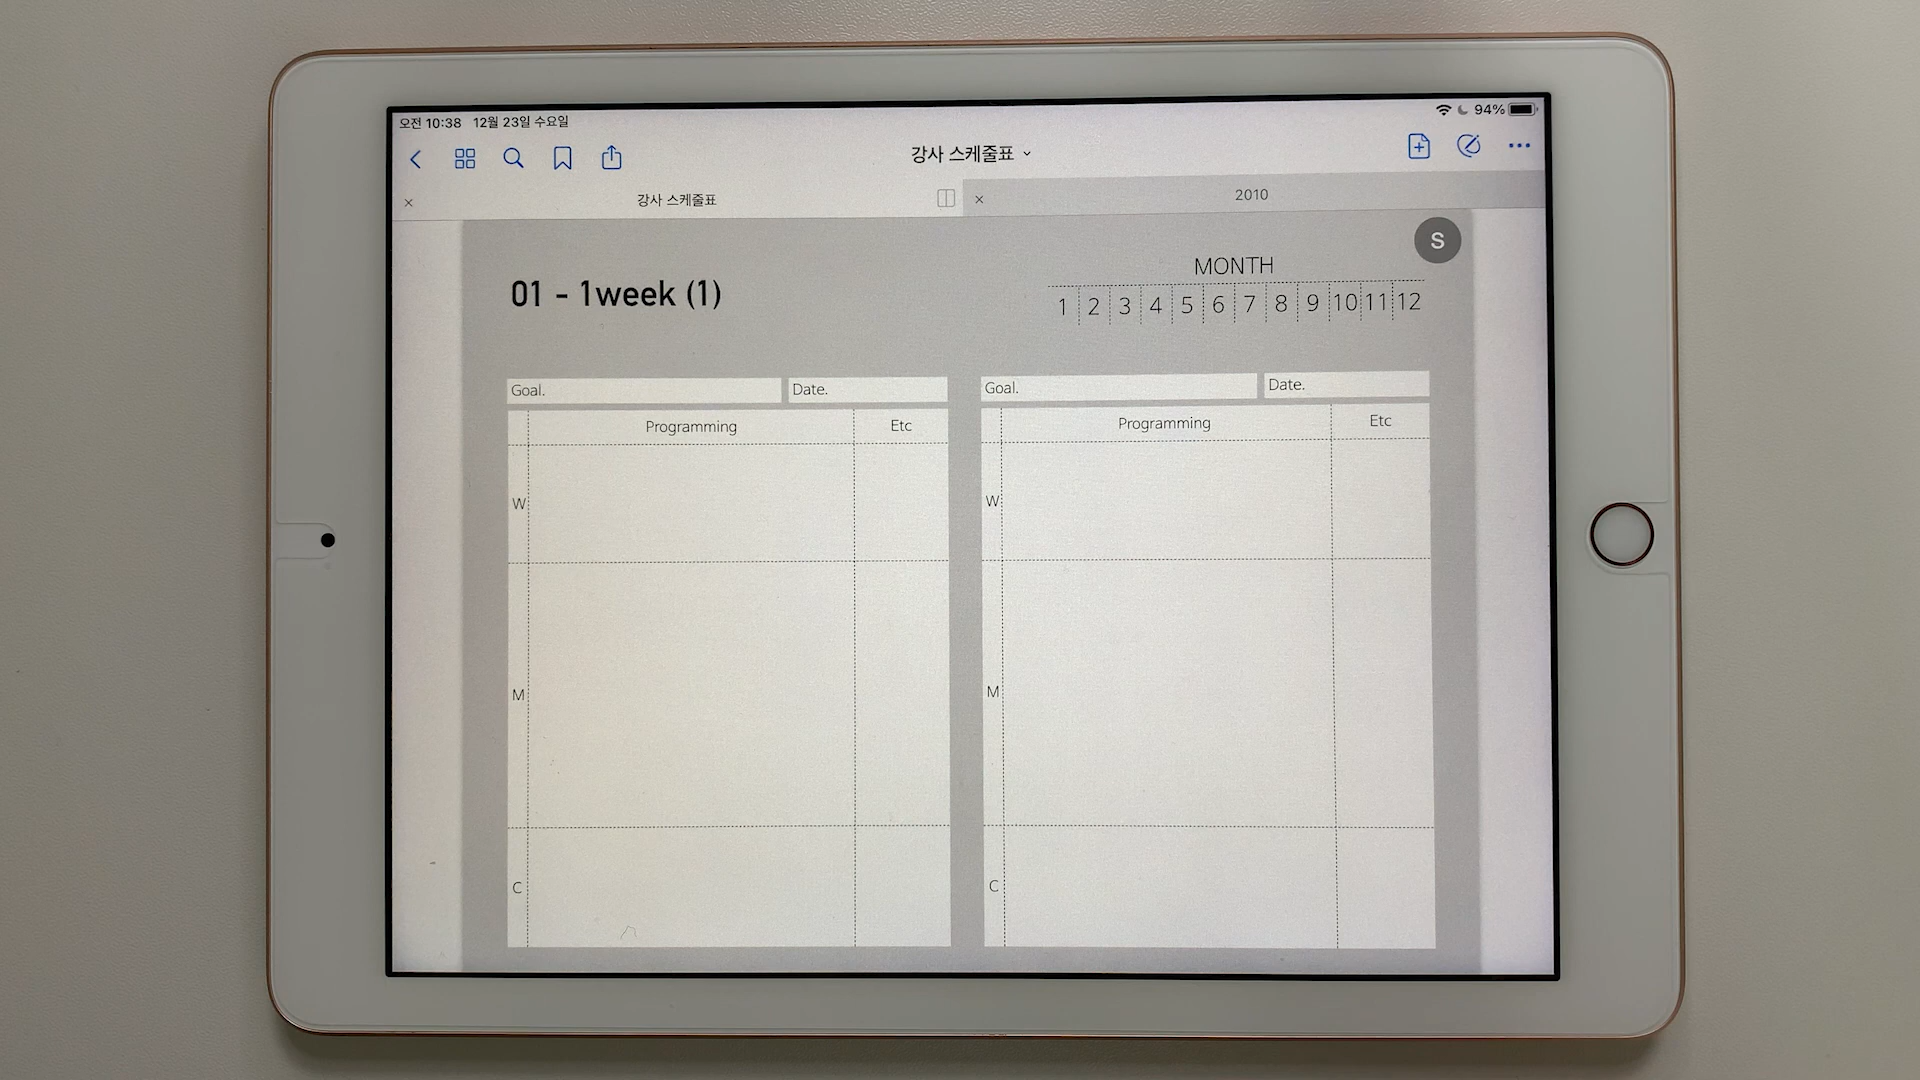 오전 10:38 12월 23일 수요일 94%
강사 스케줄표
강사 스케줄표 2010
S
MONTH
01 - 1week (1)
1 2 3 4 5 6 7 8 9 10 11 12
Goal. Date. Goal. Date.
Programming Etc Programming Etc
W W
M M
C C